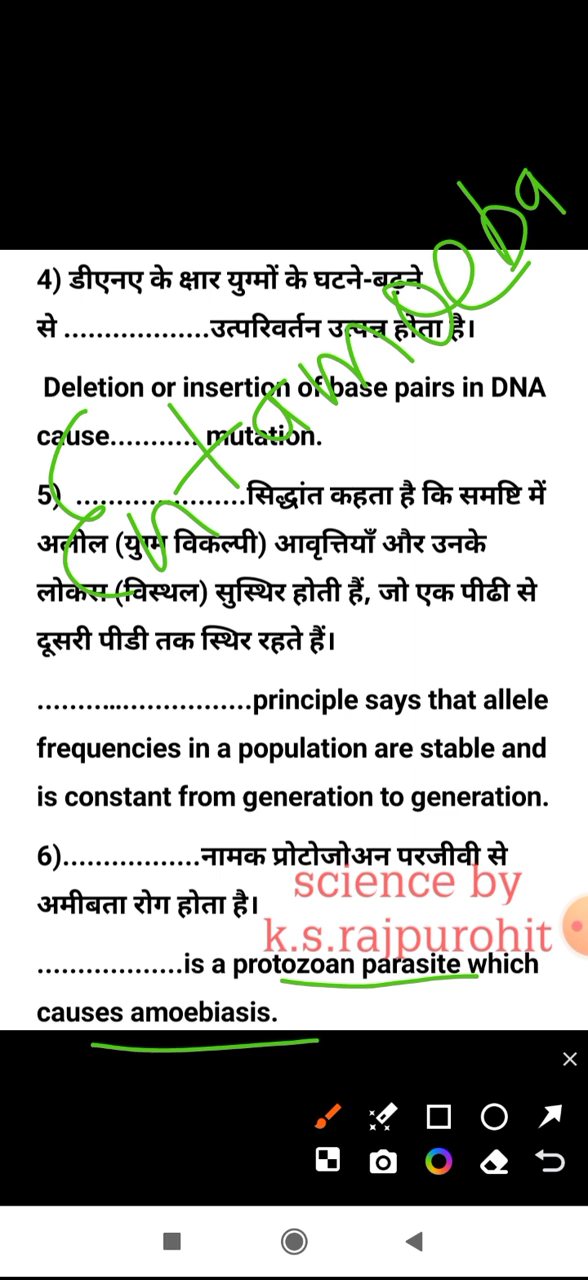 4) डीएनए के क्षार युग्मों के घटने-बढ़ने
से ..................उत्परिवर्तन उत्पन्न होता है।
Deletion or insertion of base pairs in DNA
cause........... mutation.
5) .....................सिद्धांत कहता है कि समष्टि में
अलील (युग्म विकल्पी) आवृत्तियाँ और उनके
लोकस (विस्थल) सुस्थिर होती हैं, जो एक पीढी से
दूसरी पीडी तक स्थिर रहते हैं।
...........................principle says that allele
frequencies in a population are stable and
is constant from generation to generation.
6).................नामक प्रोटोजोअन परजीवी से
अमीबता रोग होता है।
..................is a protozoan parasite which
causes amoebiasis.
Entamoeba
science by
k.s.rajpurohit